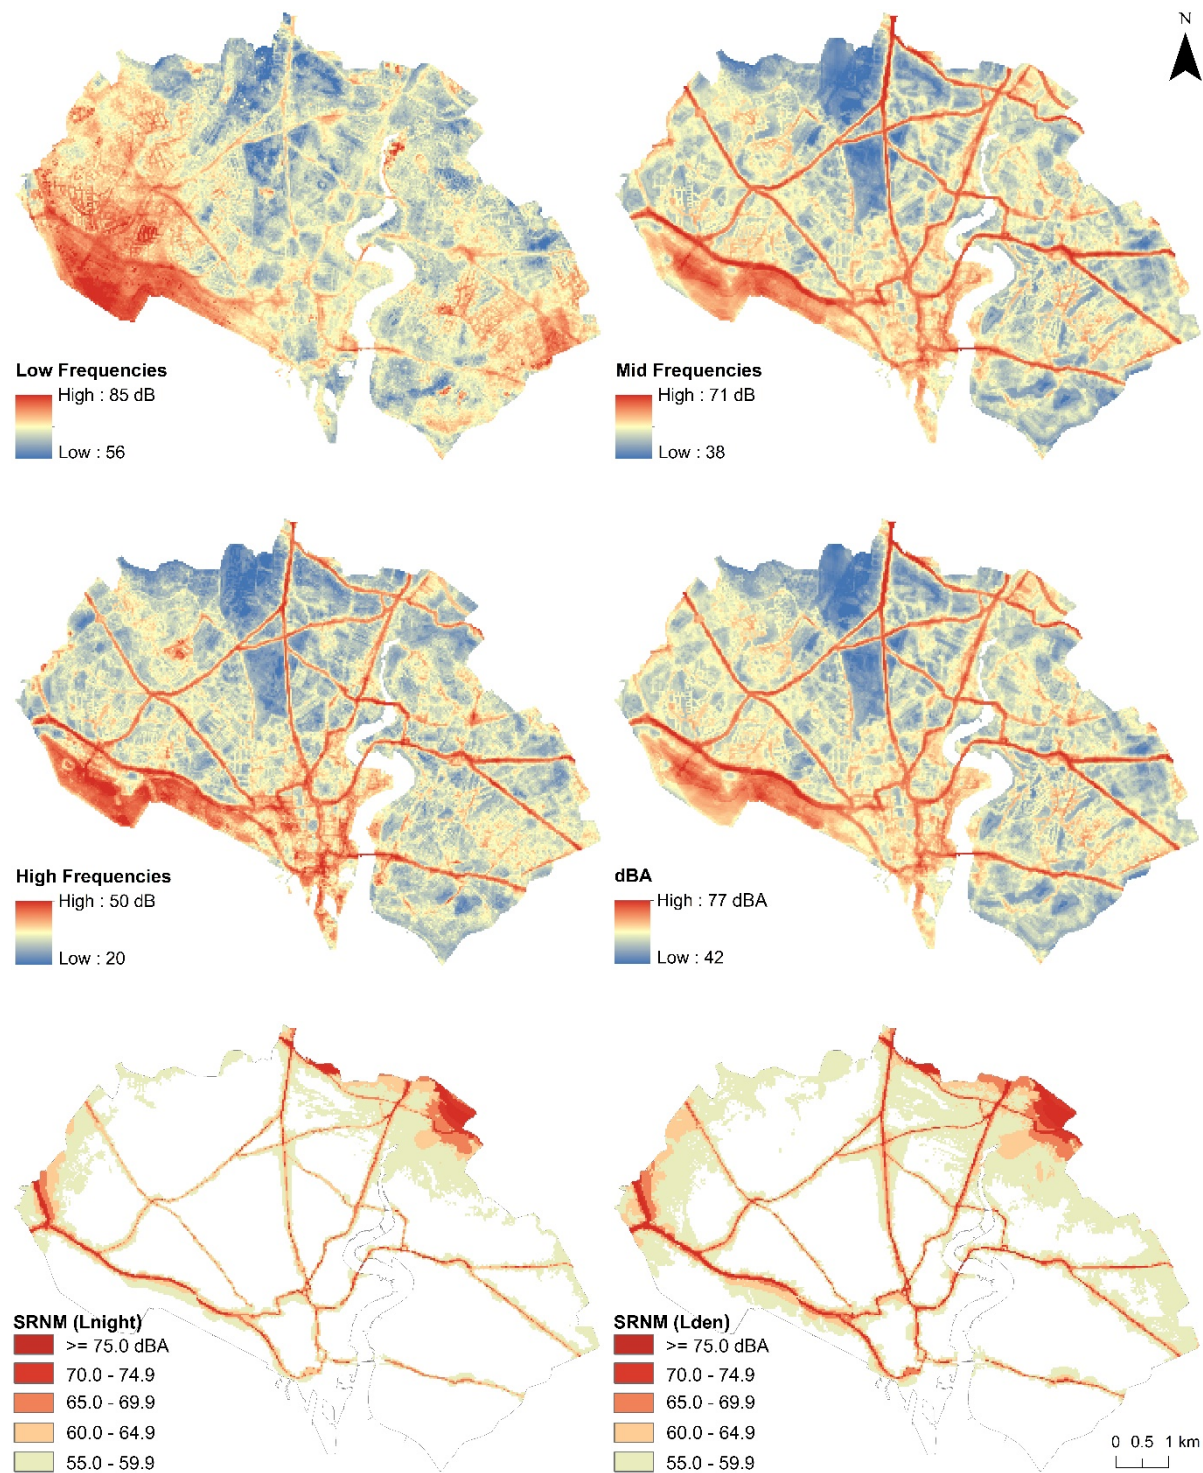 N
Low Frequencies
High : 85 dB
Low : 56
Mid Frequencies
High : 71 dB
Low : 38
High Frequencies
High : 50 dB
Low : 20
dBA
High : 77 dBA
Low : 42
SRNM (Lnight)
>= 75.0 dBA
70.0 - 74.9
65.0 - 69.9
60.0 - 64.9
55.0 - 59.9
SRNM (Lden)
>= 75.0 dBA
70.0 - 74.9
65.0 - 69.9
60.0 - 64.9
55.0 - 59.9
0 0.5 1 km